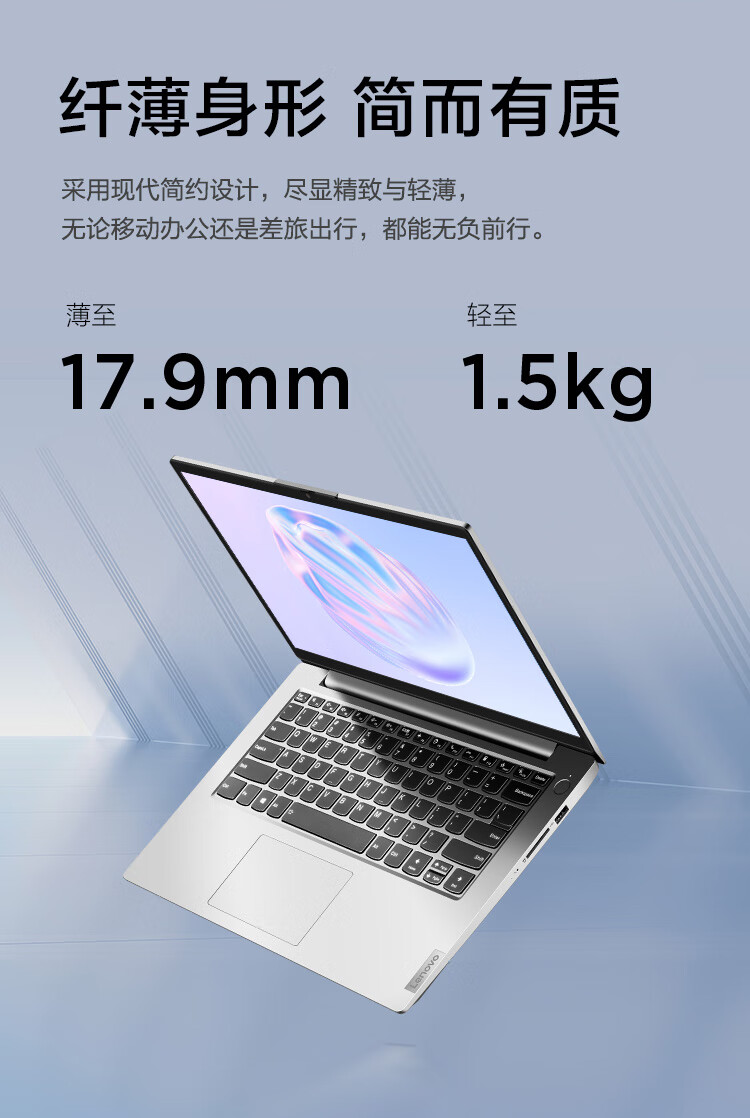 纤薄身形 简而有质
采用现代简约设计，尽显精致与轻薄，
无论移动办公还是差旅出行，都能无负前行。
薄至
轻至
17.9mm
1.5kg
Lenovo